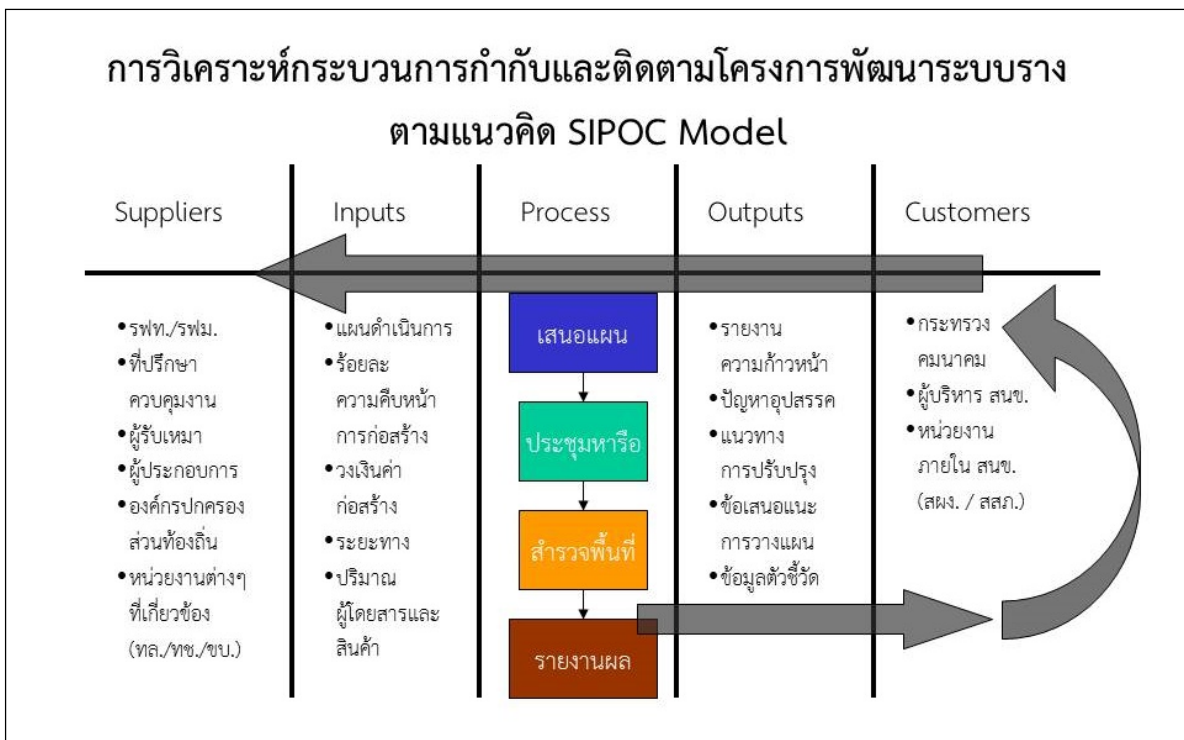 การวิเคราะห์กระบวนการกำกับและติดตามโครงการพัฒนาระบบราง
ตามแนวคิด SIPOC Model
Suppliers
Inputs
Process
Outputs
Customers
•รฟท./รฟม.
•ที่ปรึกษา
ควบคุมงาน
•ผู้รับเหมา
•ผู้ประกอบการ
•องค์กรปกครอง
ส่วนท้องถิ่น
•หน่วยงานต่างๆ
ที่เกี่ยวข้อง
(ทล./ทช./ขบ.)
•แผนดำเนินการ
•ร้อยละ
ความคืบหน้า
การก่อสร้าง
•วงเงินค่า
ก่อสร้าง
•ระยะทาง
•ปริมาณ
ผู้โดยสารและ
สินค้า
เสนอแผน
ประชุมหารือ
สำรวจพื้นที่
รายงานผล
•รายงาน
ความก้าวหน้า
•ปัญหาอุปสรรค
•แนวทาง
การปรับปรุง
•ข้อเสนอแนะ
การวางแผน
•ข้อมูลตัวชี้วัด
•กระทรวง
คมนาคม
•ผู้บริหาร สนข.
•หน่วยงาน
ภายใน สนข.
(สผง. / สสภ.)